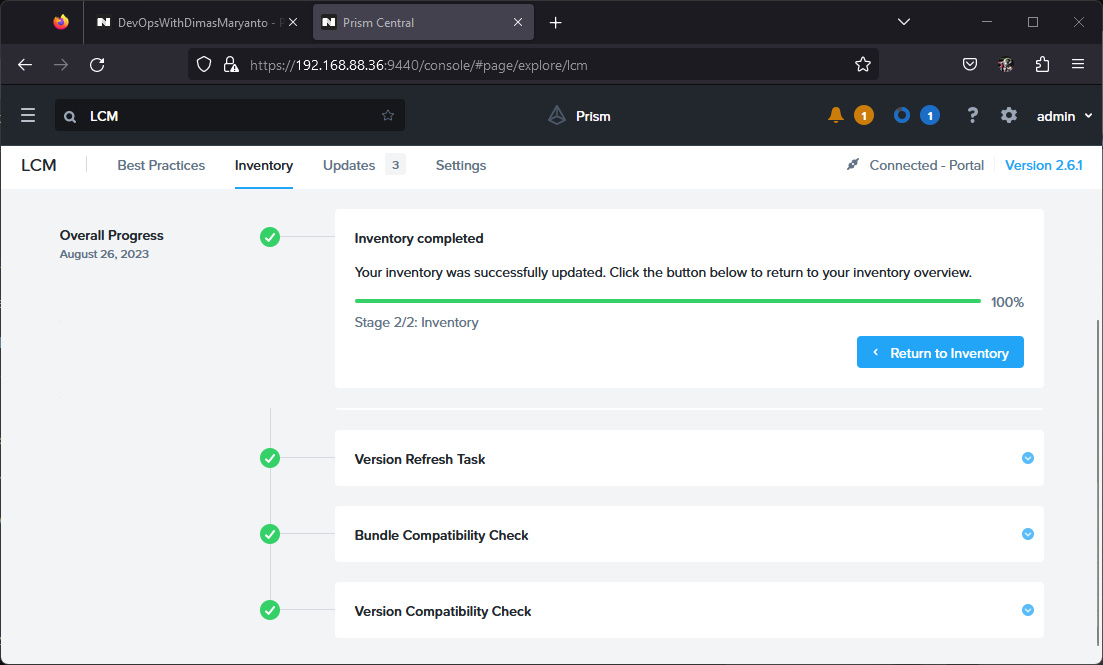 DevOpsWithDimasMaryanto - P
Prism Central
https://192.168.88.36:9440/console/#page/explore/lcm
LCM
Prism
1
1
?
admin
LCM
Best Practices
Inventory
Updates 3
Settings
Connected - Portal
Version 2.6.1
Overall Progress
August 26, 2023
Inventory completed
Your inventory was successfully updated. Click the button below to return to your inventory overview.
100%
Stage 2/2: Inventory
Return to Inventory
Version Refresh Task
Bundle Compatibility Check
Version Compatibility Check